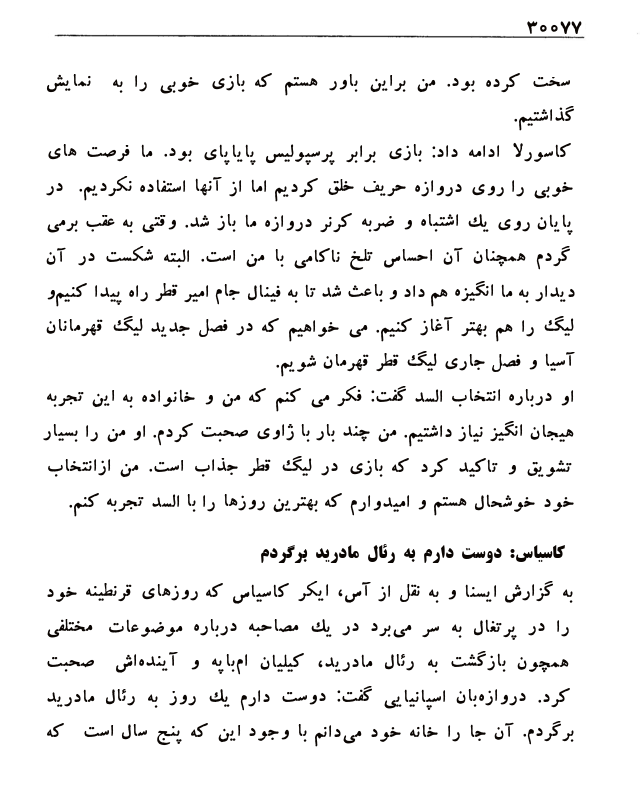 ۳۰۰۷۷
سخت کرده بود. من براین باور هستم که بازی خوبی را به نمایش
گذاشتیم.
کاسورلا ادامه داد: بازی برابر پرسپولیس پایاپای بود. ما فرصت های
خوبی را روی دروازه حریف خلق کردیم اما از آنها استفاده نکردیم. در
پایان روی یک اشتباه و ضربه کرنر دروازه ما باز شد. وقتی به عقب برمی
گردم همچنان آن احساس تلخ ناکامی با من است. البته شکست در آن
دیدار به ما انگیزه هم داد و باعث شد تا به فینال جام امیر قطر راه پیدا کنیم‌و
لیگ را هم بهتر آغاز کنیم. می خواهیم که در فصل جدید لیگ قهرمانان
آسیا و فصل جاری لیگ قطر قهرمان شویم.
او درباره انتخاب السد گفت: فکر می کنم که من و خانواده به این تجربه
هیجان انگیز نیاز داشتیم. من چند بار با ژاوی صحبت کردم. او من را بسیار
تشویق و تاکید کرد که بازی در لیگ قطر جذاب است. من ازانتخاب
خود خوشحال هستم و امیدوارم که بهترین روزها را با السد تجربه کنم.
کاسیاس: دوست دارم به رئال مادرید برگردم
به گزارش ایسنا و به نقل از آس، ایکر کاسیاس که روزهای قرنطینه خود
را در پرتغال به سر می‌برد در یک مصاحبه درباره موضوعات مختلفی
همچون بازگشت به رئال مادرید، کیلیان ام‌باپه و آینده‌اش صحبت
کرد. دروازه‌بان اسپانیایی گفت: دوست دارم یک روز به رئال مادرید
برگردم. آن جا را خانه خود می‌دانم با وجود این که پنج سال است که